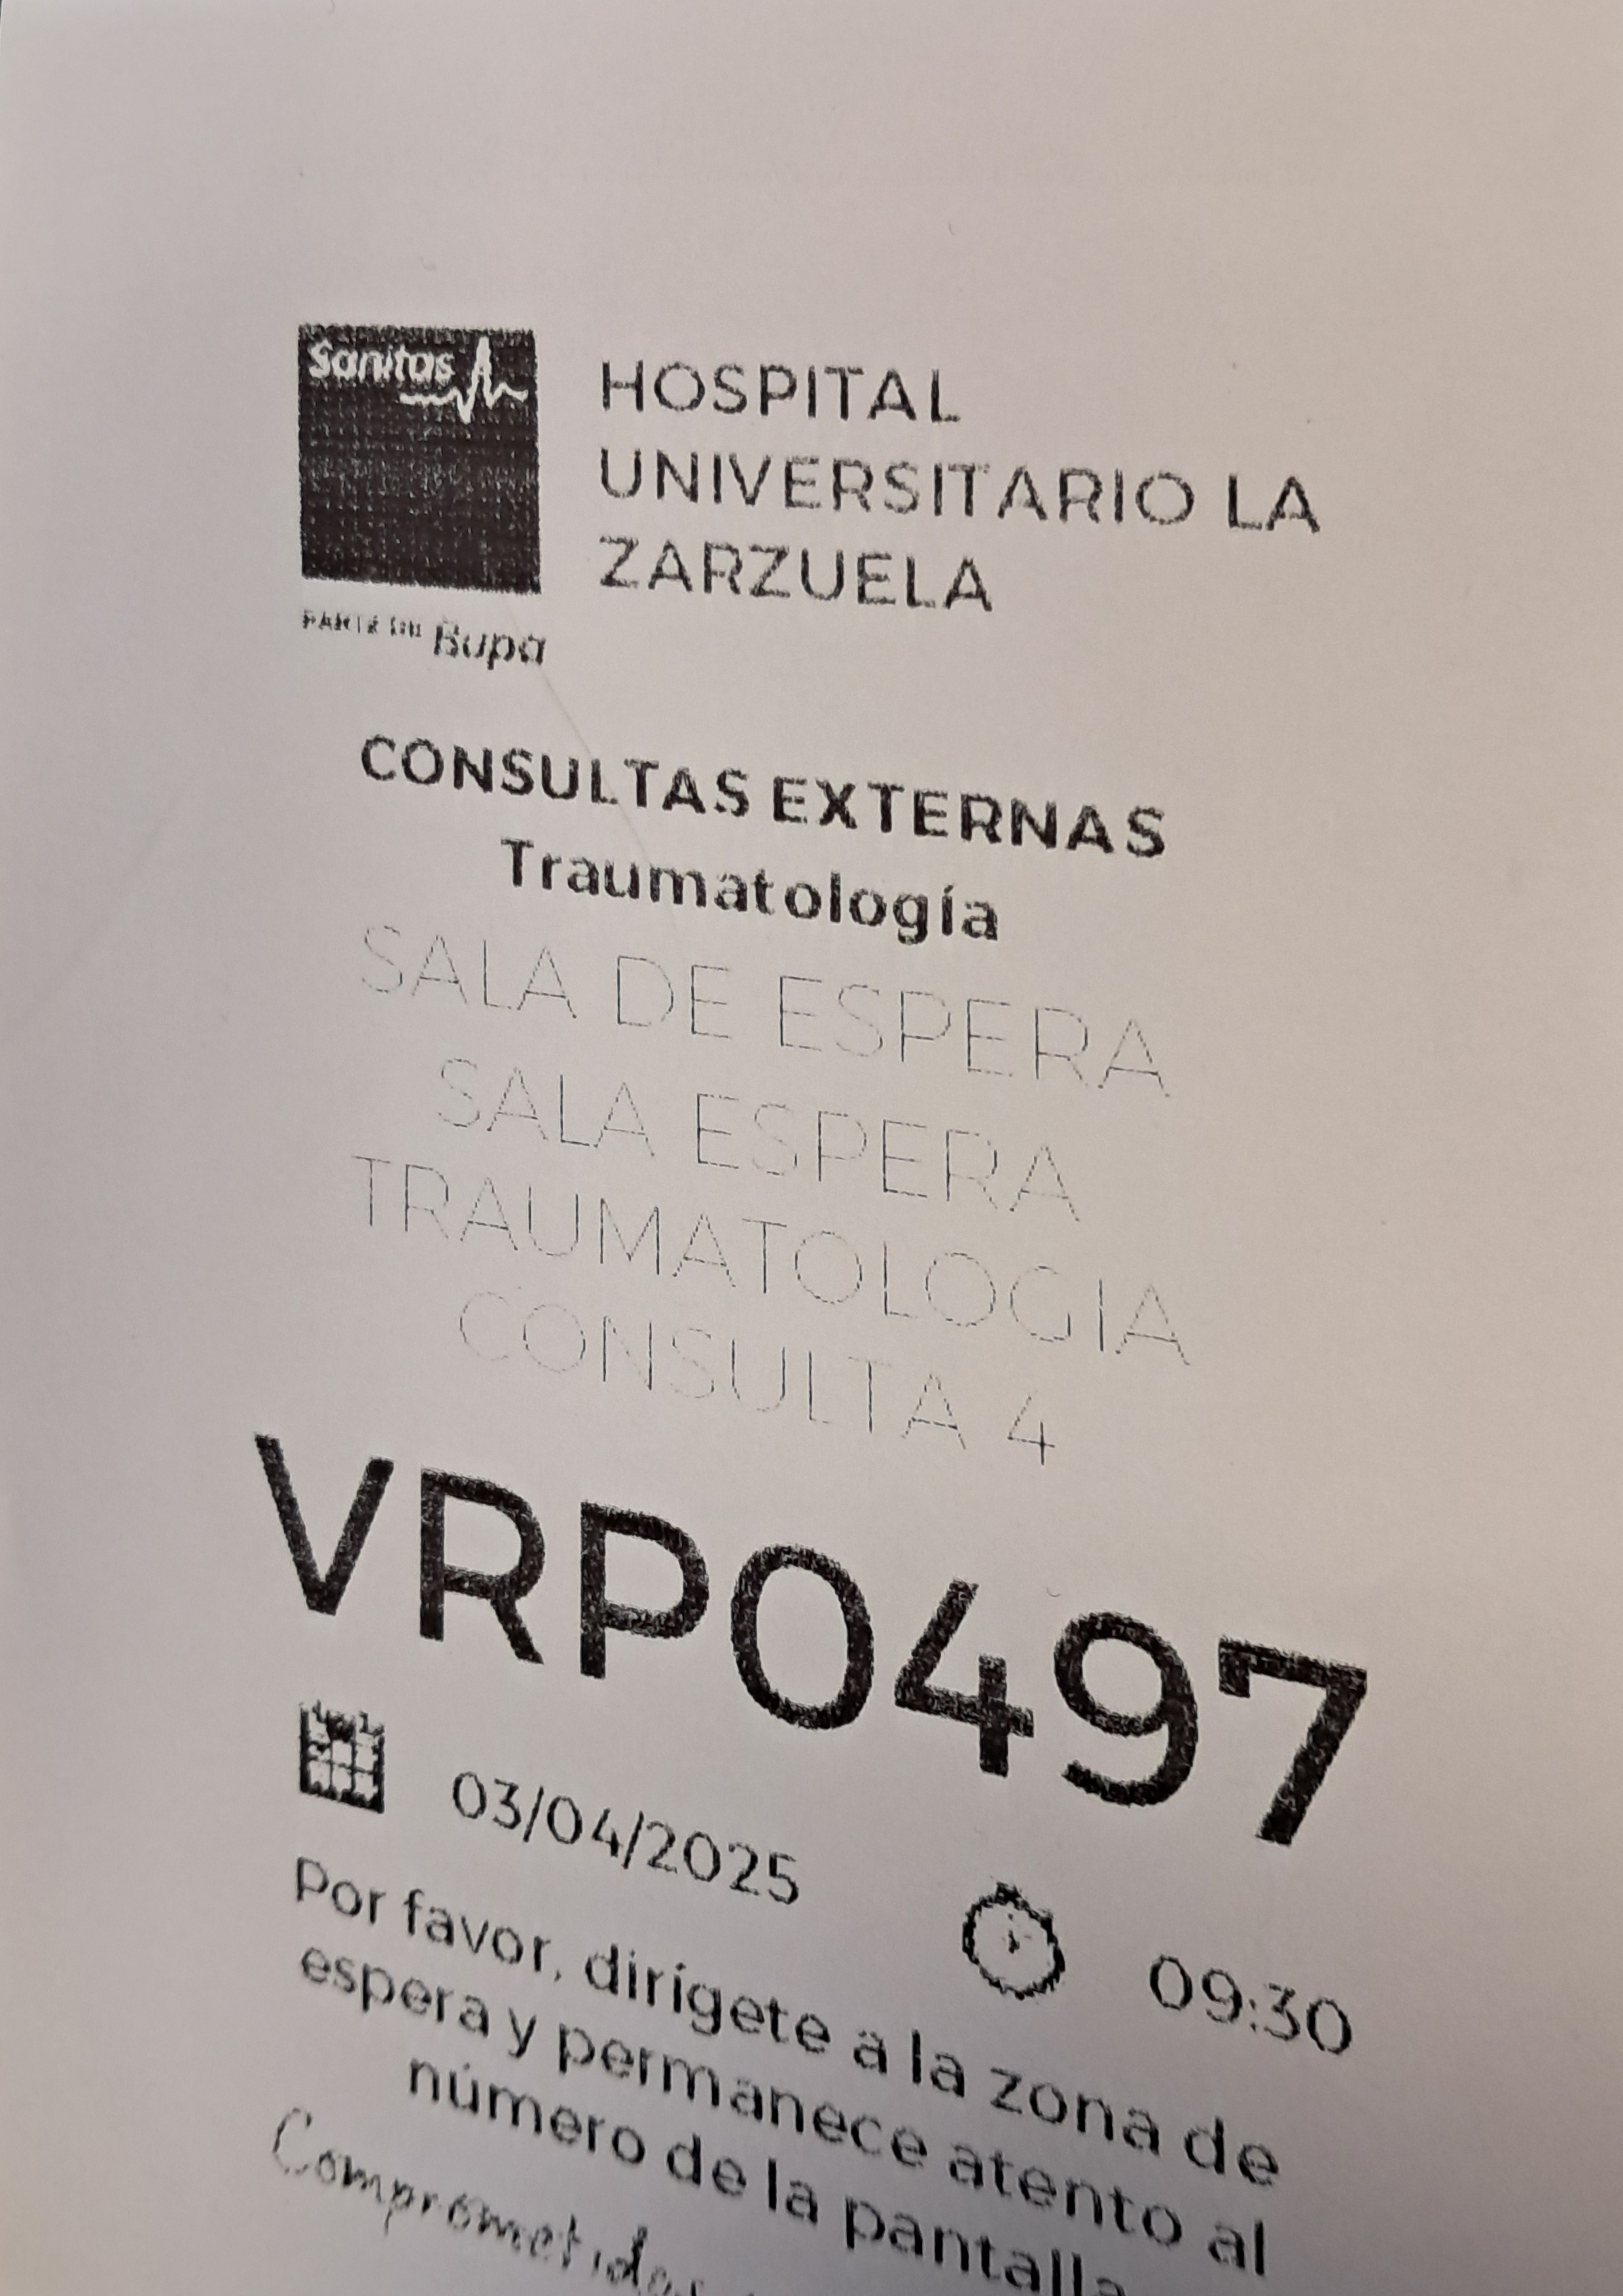 Sanitas
PARTE DE Bupa
HOSPITAL
UNIVERSITARIO LA
ZARZUELA
CONSULTAS EXTERNAS
Traumatología
SALA DE ESPERA
SALA ESPERA
TRAUMATOLOGIA
CONSULTA 4
VRP0497
03/04/2025
09:30
Por favor, dirígete a la zona de
espera y permanece atento al
número de la pantalla